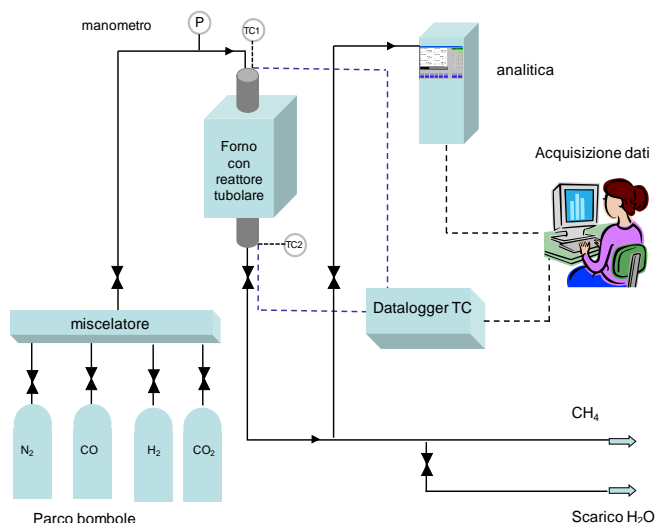 manometro
P
TC1
analitica
Forno
con
reattore
tubolare
Acquisizione dati
TC2
Datalogger TC
miscelatore
CH₄
N₂
CO
H₂
CO₂
Parco bombole
Scarico H₂O